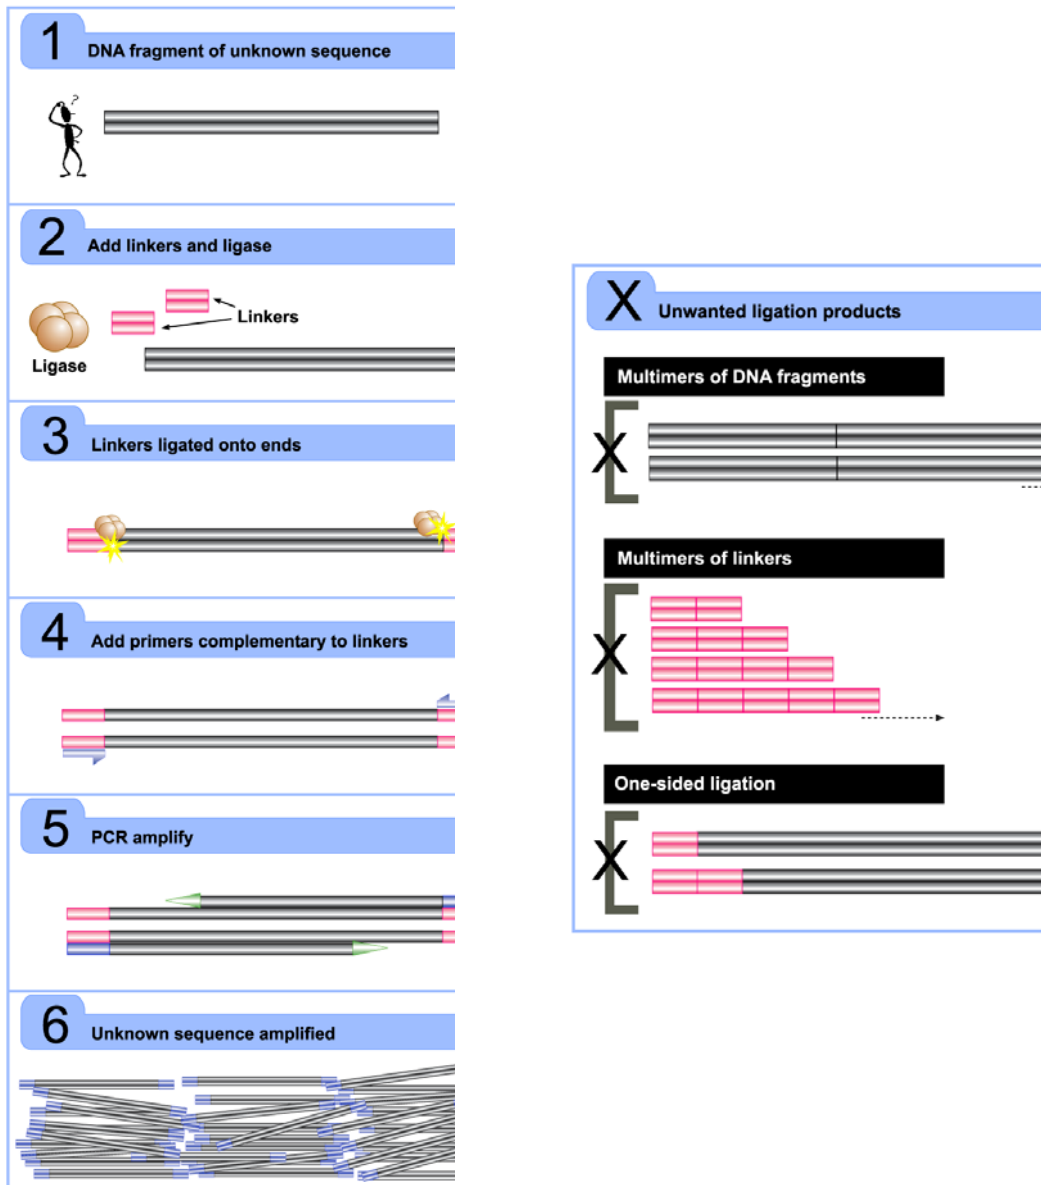 1 DNA fragment of unknown sequence
?
2 Add linkers and ligase
Linkers
Ligase
3 Linkers ligated onto ends
4 Add primers complementary to linkers
5 PCR amplify
6 Unknown sequence amplified
X Unwanted ligation products
Multimers of DNA fragments
X
Multimers of linkers
X
One-sided ligation
X